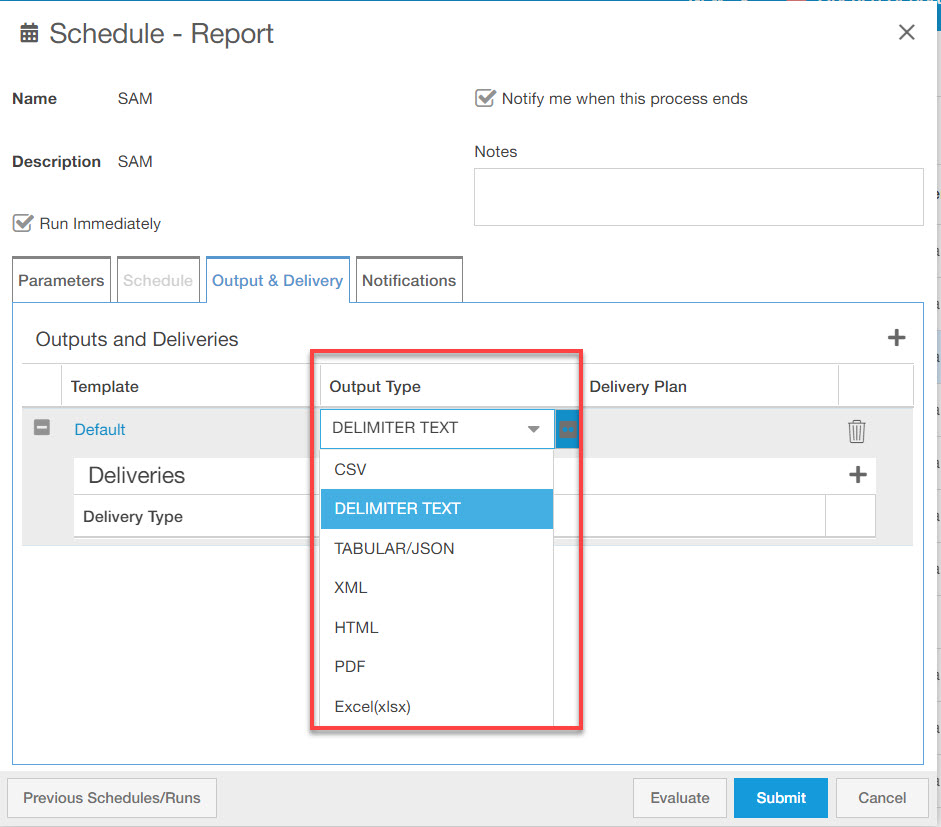 Schedule - Report
Name SAM
Notify me when this process ends
Description SAM
Notes
Run Immediately
Parameters Schedule Output & Delivery Notifications
Outputs and Deliveries
Template Output Type Delivery Plan
Default DELIMITER TEXT
CSV
Deliveries
DELIMITER TEXT
Delivery Type
TABULAR/JSON
XML
HTML
PDF
Excel(xlsx)
Previous Schedules/Runs Evaluate Submit Cancel